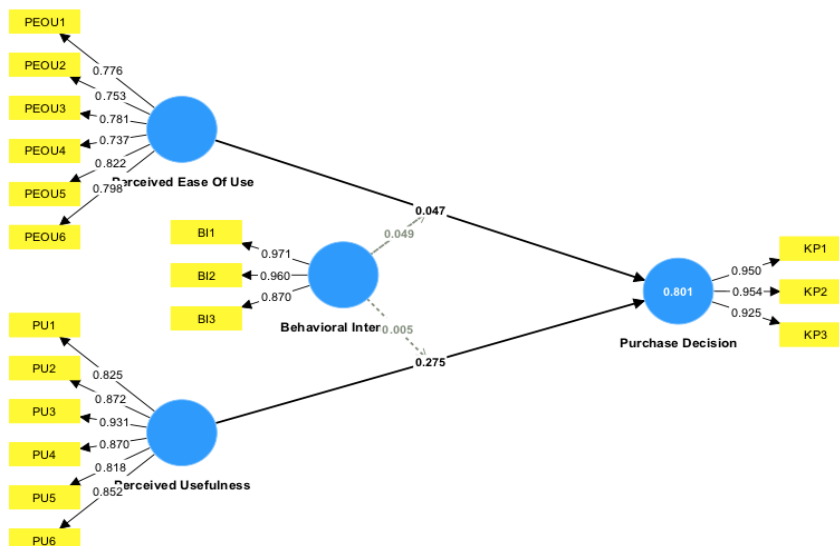 PEOU1
PEOU2
PEOU3
PEOU4
PEOU5
PEOU6
0.776
0.753
0.781
0.737
0.822
0.798
Perceived Ease Of Use
0.047
0.049
BI1
BI2
BI3
0.971
0.960
0.870
Behavioral Inter
0.005
0.275
0.801
Purchase Decision
0.950
0.954
0.925
KP1
KP2
KP3
PU1
PU2
PU3
PU4
PU5
PU6
0.825
0.872
0.931
0.870
0.818
0.852
Perceived Usefulness